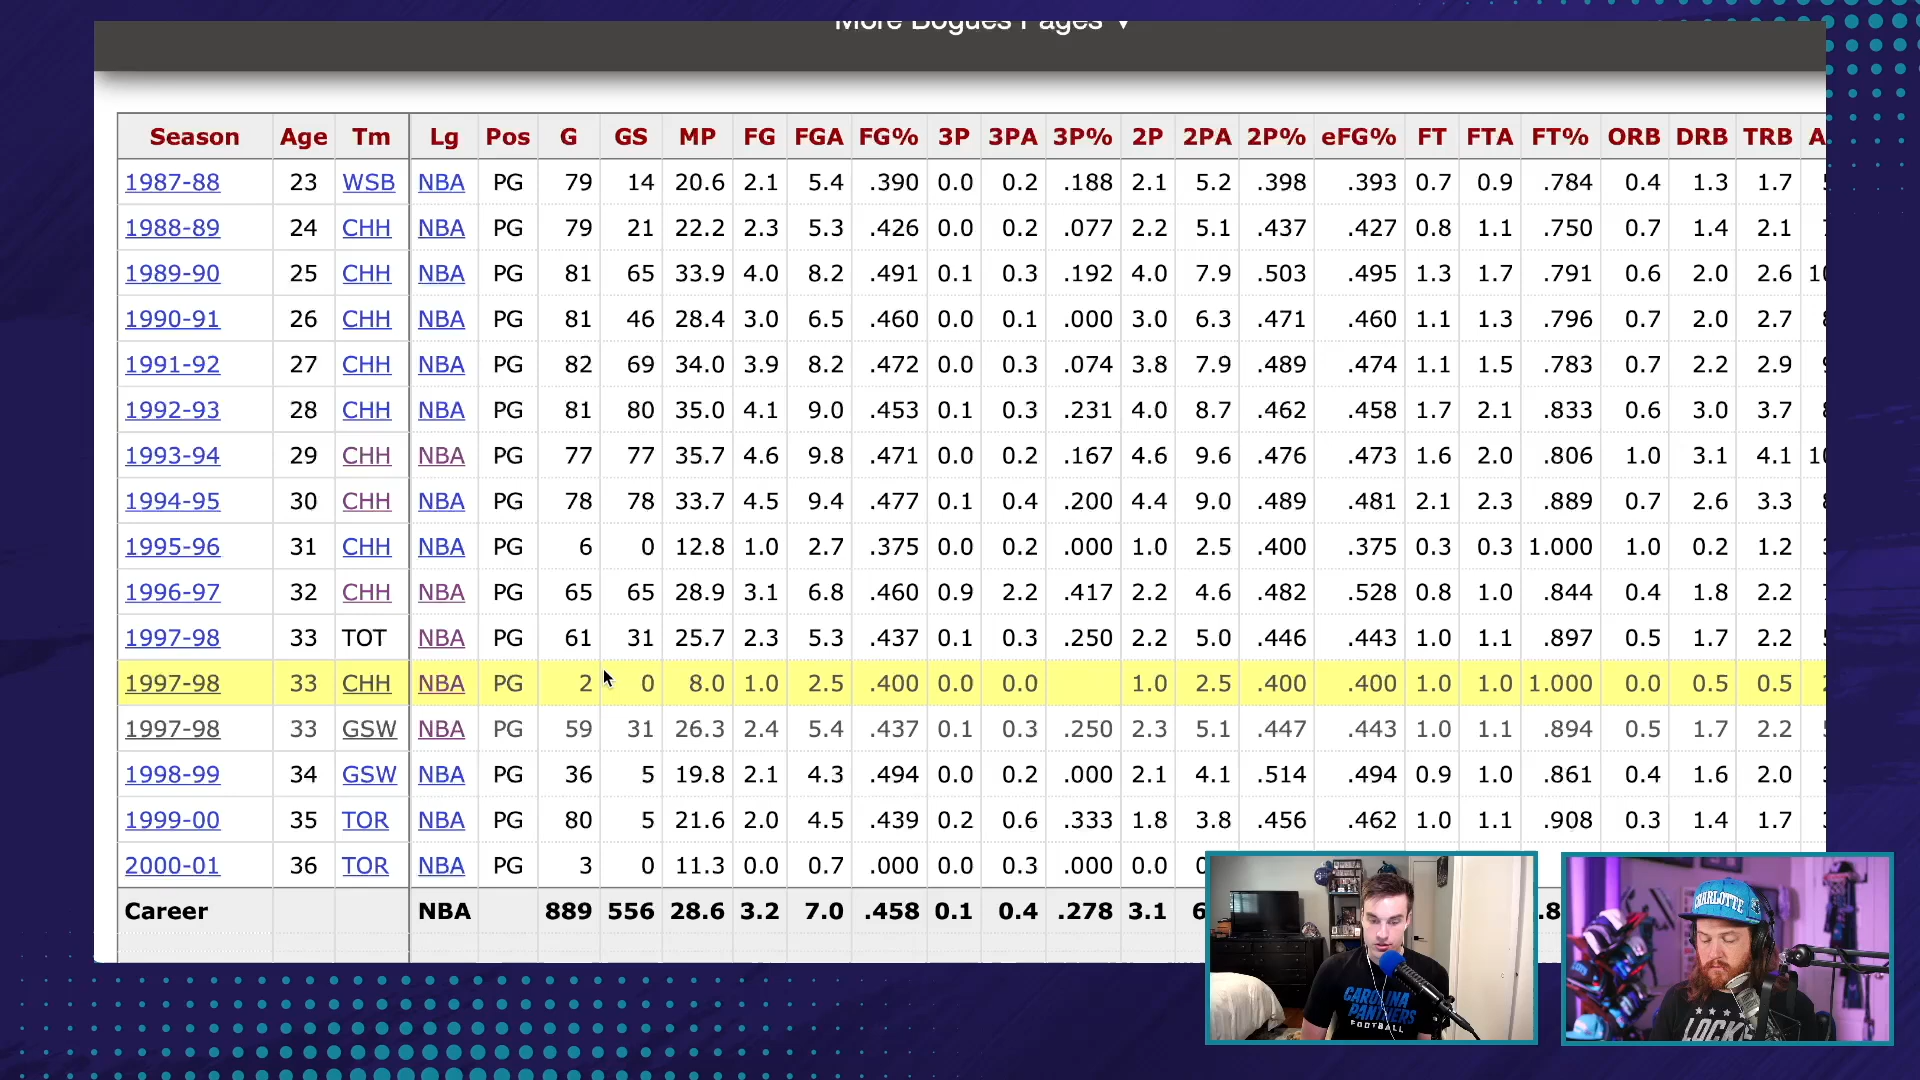 More Bogues Pages ▼
Season Age Tm Lg Pos G GS MP FG FGA FG% 3P 3PA 3P% 2P 2PA 2P% eFG% FT FTA FT% ORB DRB TRB A
1987-88 23 WSB NBA PG 79 14 20.6 2.1 5.4 .390 0.0 0.2 .188 2.1 5.2 .398 .393 0.7 0.9 .784 0.4 1.3 1.7
1988-89 24 CHH NBA PG 79 21 22.2 2.3 5.3 .426 0.0 0.2 .077 2.2 5.1 .437 .427 0.8 1.1 .750 0.7 1.4 2.1
1989-90 25 CHH NBA PG 81 65 33.9 4.0 8.2 .491 0.1 0.3 .192 4.0 7.9 .503 .495 1.3 1.7 .791 0.6 2.0 2.6 10
1990-91 26 CHH NBA PG 81 46 28.4 3.0 6.5 .460 0.0 0.1 .000 3.0 6.3 .471 .460 1.1 1.3 .796 0.7 2.0 2.7
1991-92 27 CHH NBA PG 82 69 34.0 3.9 8.2 .472 0.0 0.3 .074 3.8 7.9 .489 .474 1.1 1.5 .783 0.7 2.2 2.9
1992-93 28 CHH NBA PG 81 80 35.0 4.1 9.0 .453 0.1 0.3 .231 4.0 8.7 .462 .458 1.7 2.1 .833 0.6 3.0 3.7
1993-94 29 CHH NBA PG 77 77 35.7 4.6 9.8 .471 0.0 0.2 .167 4.6 9.6 .476 .473 1.6 2.0 .806 1.0 3.1 4.1 10
1994-95 30 CHH NBA PG 78 78 33.7 4.5 9.4 .477 0.1 0.4 .200 4.4 9.0 .489 .481 2.1 2.3 .889 0.7 2.6 3.3
1995-96 31 CHH NBA PG 6 0 12.8 1.0 2.7 .375 0.0 0.2 .000 1.0 2.5 .400 .375 0.3 0.3 1.000 1.0 0.2 1.2
1996-97 32 CHH NBA PG 65 65 28.9 3.1 6.8 .460 0.9 2.2 .417 2.2 4.6 .482 .528 0.8 1.0 .844 0.4 1.8 2.2
1997-98 33 TOT NBA PG 61 31 25.7 2.3 5.3 .437 0.1 0.3 .250 2.2 5.0 .446 .443 1.0 1.1 .897 0.5 1.7 2.2
1997-98 33 CHH NBA PG 2 0 8.0 1.0 2.5 .400 0.0 0.0 1.0 2.5 .400 .400 1.0 1.0 1.000 0.0 0.5 0.5
1997-98 33 GSW NBA PG 59 31 26.3 2.4 5.4 .437 0.1 0.3 .250 2.3 5.1 .447 .443 1.0 1.1 .894 0.5 1.7 2.2
1998-99 34 GSW NBA PG 36 5 19.8 2.1 4.3 .494 0.0 0.2 .000 2.1 4.1 .514 .494 0.9 1.0 .861 0.4 1.6 2.0
1999-00 35 TOR NBA PG 80 5 21.6 2.0 4.5 .439 0.2 0.6 .333 1.8 3.8 .456 .462 1.0 1.1 .908 0.3 1.4 1.7
2000-01 36 TOR NBA PG 3 0 11.3 0.0 0.7 .000 0.0 0.3 .000 0.0
Career NBA 889 556 28.6 3.2 7.0 .458 0.1 0.4 .278 3.1 6 .8
CAROLINA
PANTHERS
FOOTBALL
CHARLOTTE